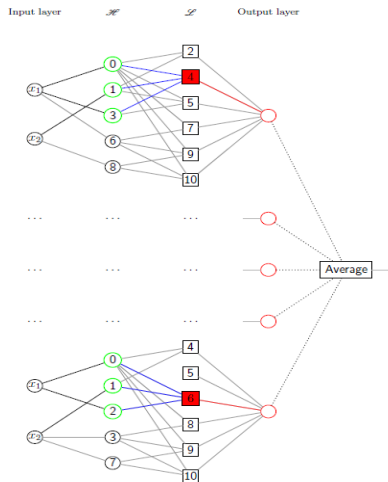 Input layer ℋ ℒ Output layer
2
0
4
x₁ 1
5
3
7
x₂ 6
9
8
10
... ... ...
... ... ... Average
... ... ...
4
0
5
x₁ 1
6
2
8
x₂ 3
9
7
10